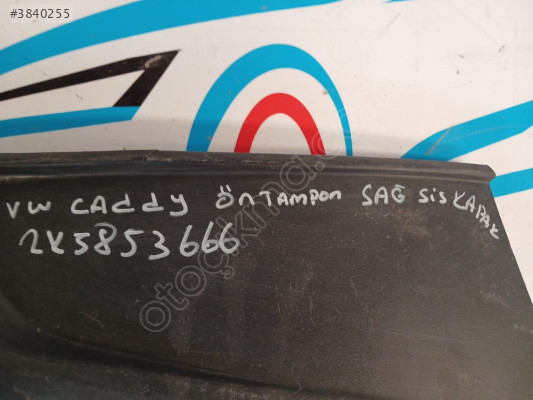 #3840255
VW CAddy ÖnTAMPon SAĞ SiS KAPAK
2K5853666
otoçıkma.com